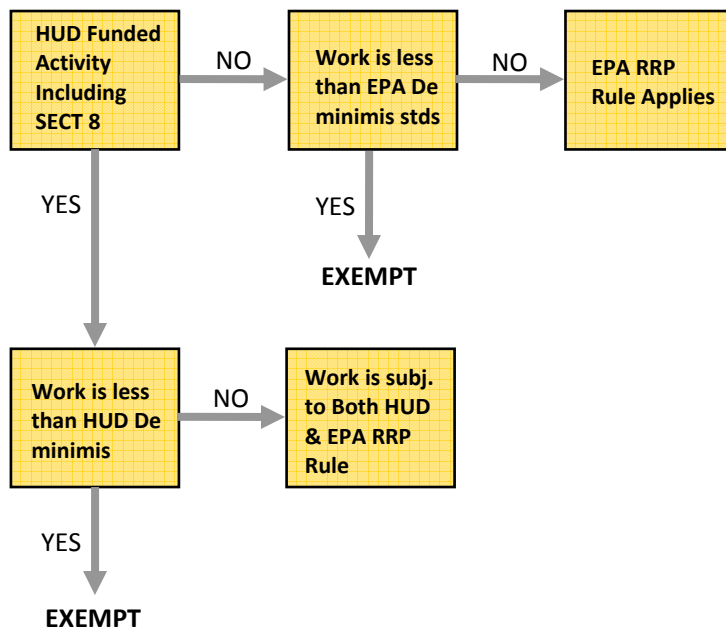 HUD Funded
Activity
Including
SECT 8
NO
Work is less
than EPA De
minimis stds
NO
EPA RRP
Rule Applies
YES
YES
EXEMPT
Work is less
than HUD De
minimis
NO
Work is subj.
to Both HUD
& EPA RRP
Rule
YES
EXEMPT